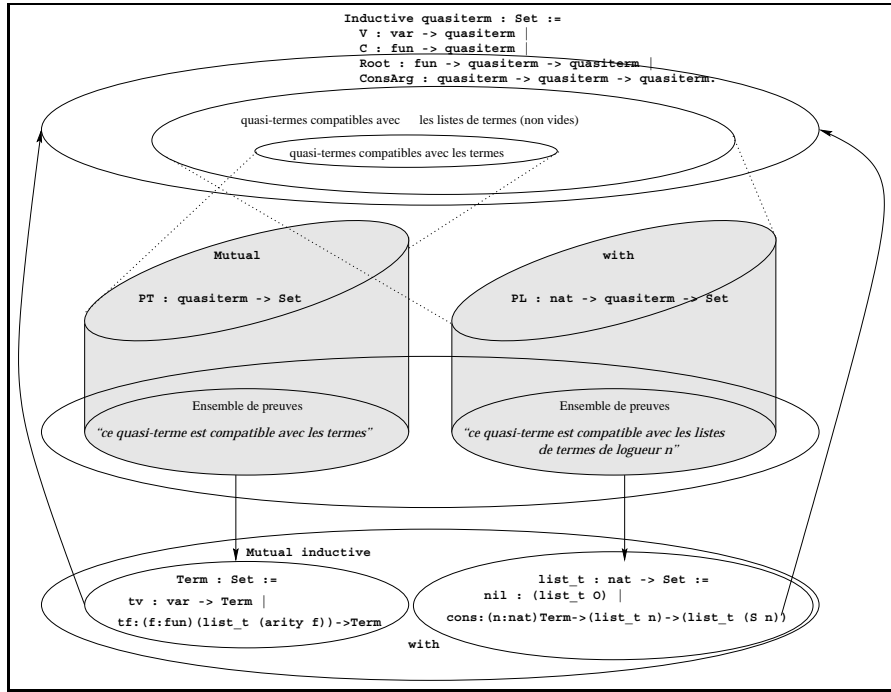 Inductive quasiterm : Set :=
V : var -> quasiterm |
C : fun -> quasiterm |
Root : fun -> quasiterm -> quasiterm |
ConsArg : quasiterm -> quasiterm -> quasiterm.
quasi-termes compatibles avec les listes de termes (non vides)
quasi-termes compatibles avec les termes
Mutual
PT : quasiterm -> Set
with
PL : nat -> quasiterm -> Set
Ensemble de preuves
“ce quasi-terme est compatible avec les termes”
Ensemble de preuves
“ce quasi-terme est compatible avec les listes
de termes de logueur n”
Mutual inductive
Term : Set :=
tv : var -> Term |
tf:(f:fun)(list_t (arity f))->Term
list_t : nat -> Set :=
nil : (list_t O) |
cons:(n:nat)Term->(list_t n)->(list_t (S n))
with